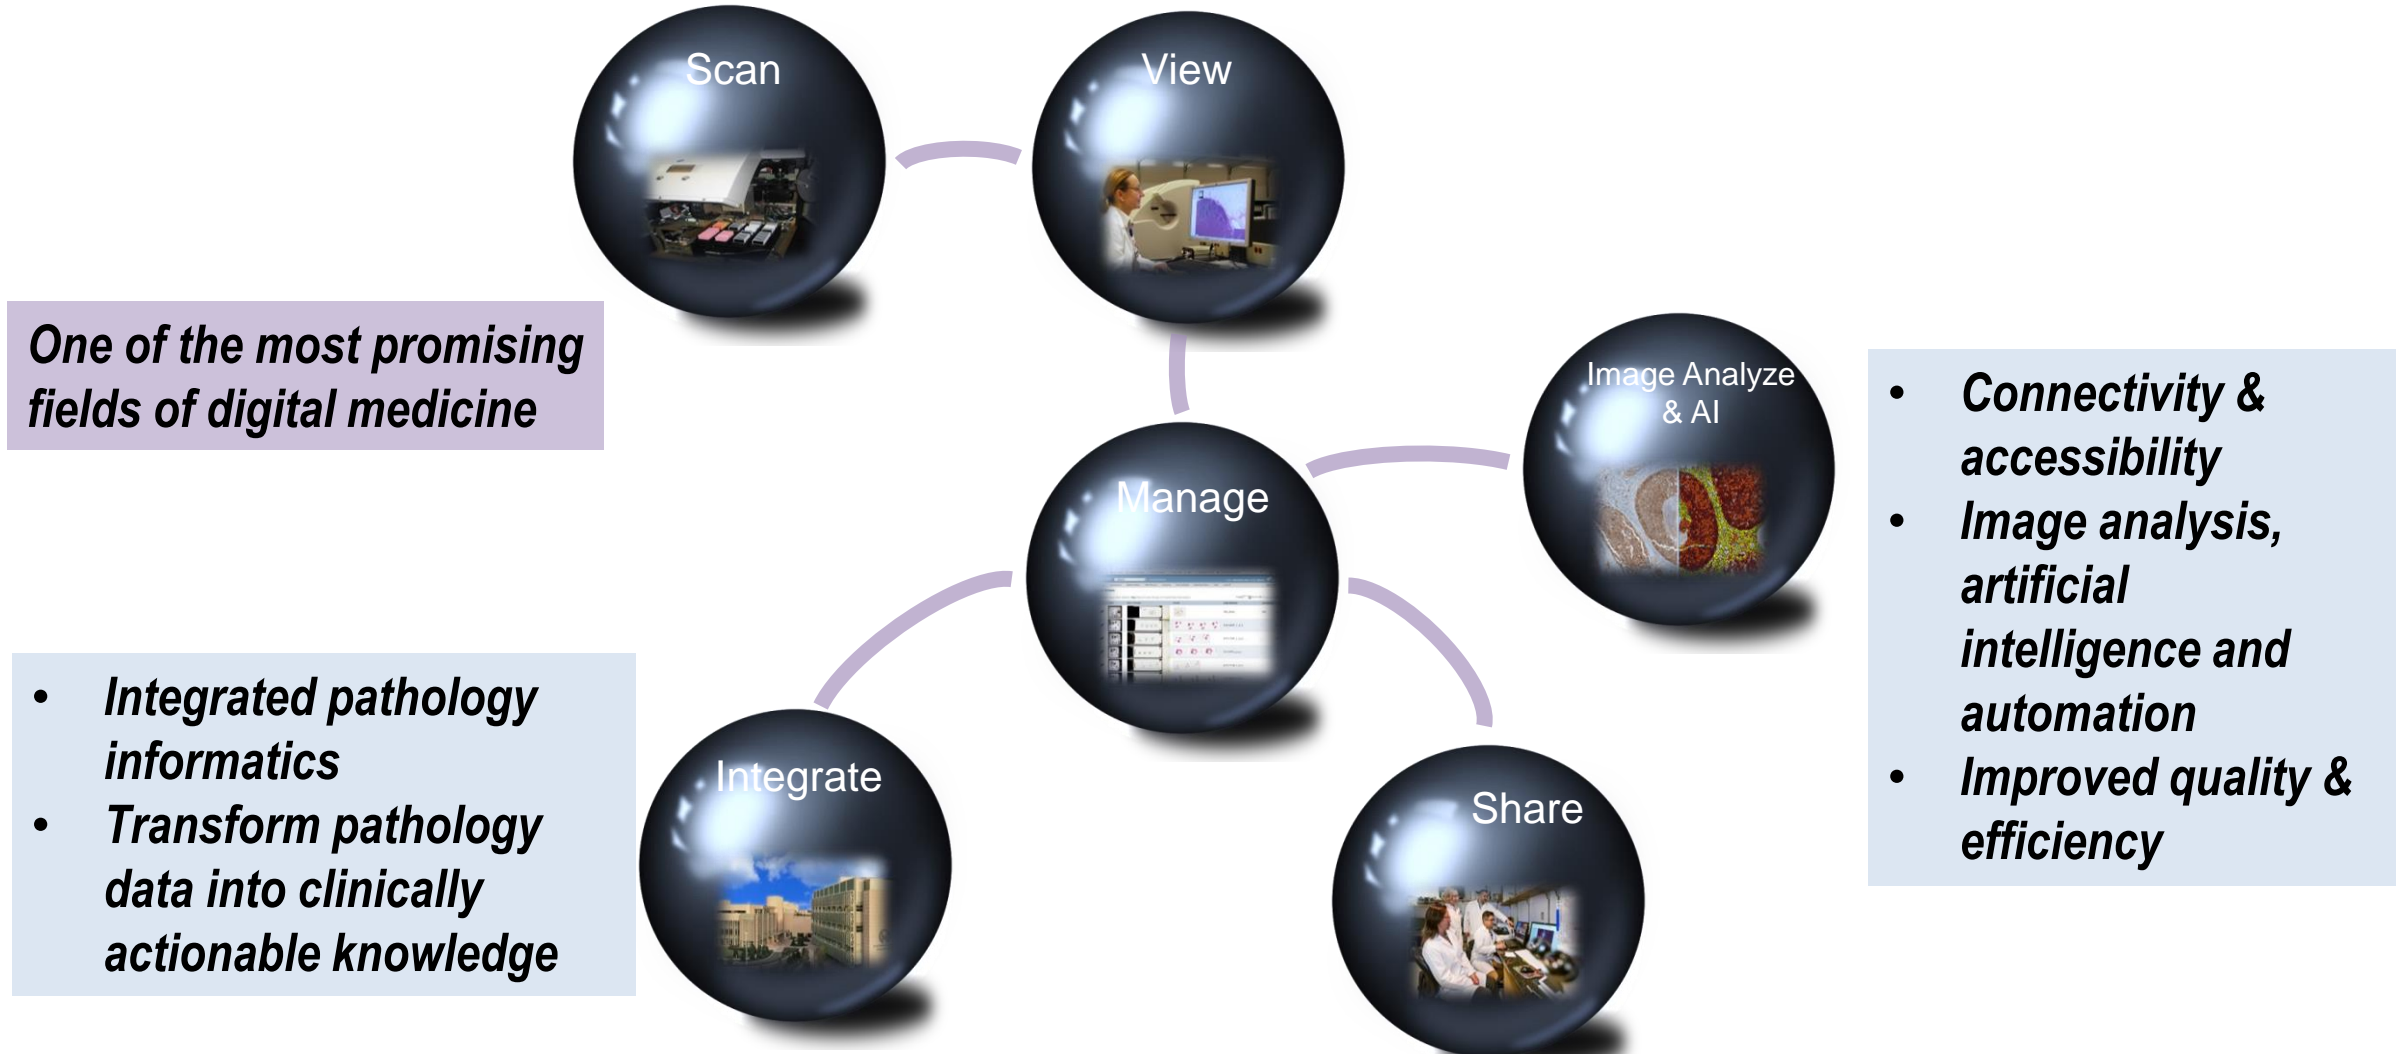 Scan
View
One of the most promising
fields of digital medicine
Image Analyze
& AI
Manage
• Connectivity &
accessibility
• Image analysis,
artificial
intelligence and
automation
• Improved quality &
efficiency
• Integrated pathology
informatics
• Transform pathology
data into clinically
actionable knowledge
Integrate
Share